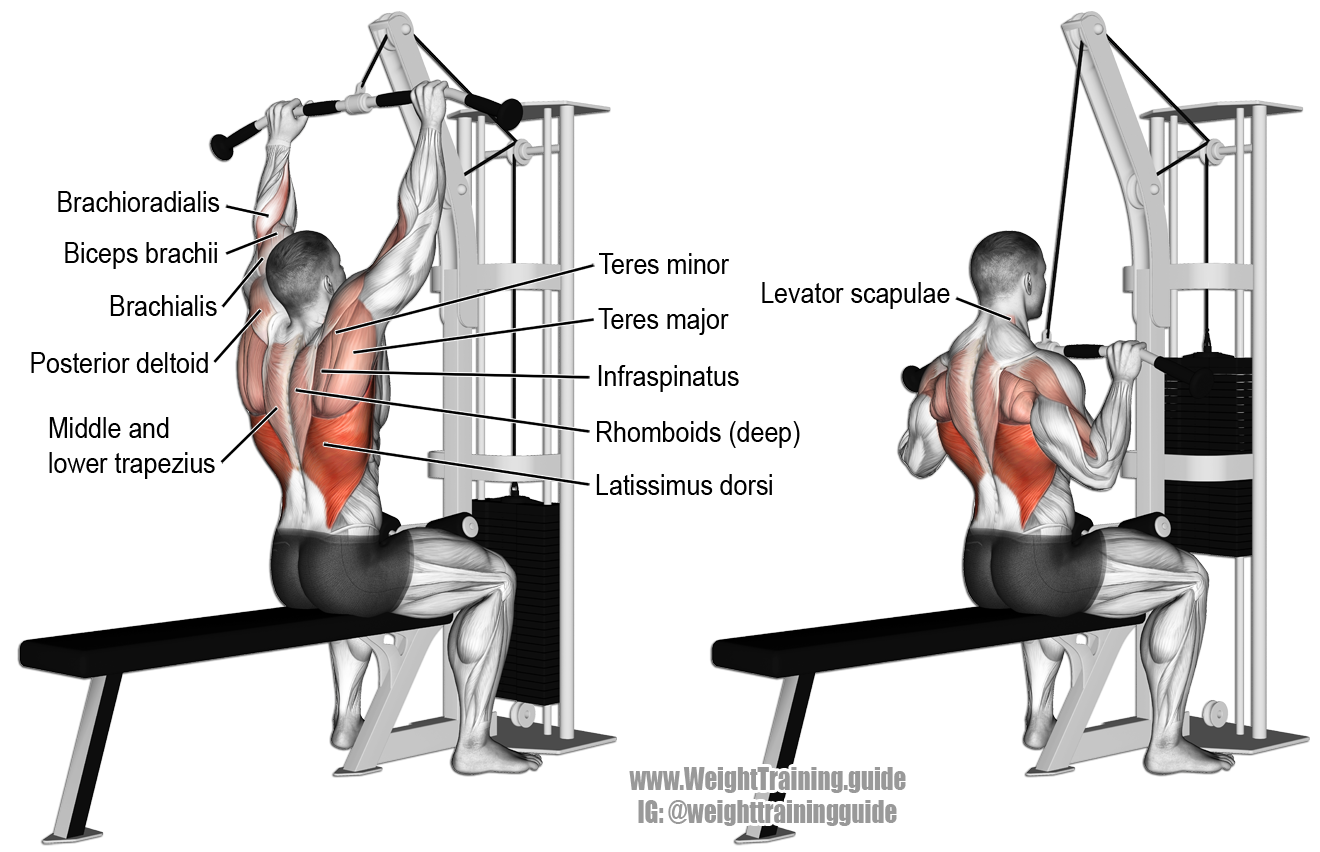 Brachioradialis
Biceps brachii
Brachialis
Posterior deltoid
Middle and
lower trapezius
Teres minor
Teres major
Infraspinatus
Rhomboids (deep)
Latissimus dorsi
Levator scapulae
www.WeightTraining.guide
IG: @weighttrainingguide